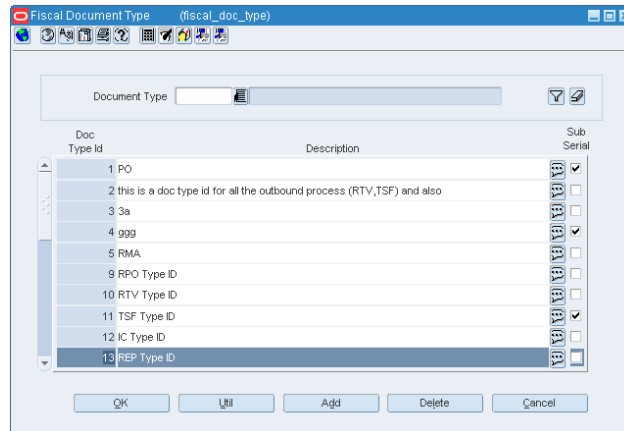 Fiscal Document Type (fiscal_doc_type)
Document Type
Doc
Type Id
Description
Sub
Serial
1 PO
2 this is a doc type id for all the outbound process (RTV,TSF) and also
3 3a
4 ggg
5 RMA
9 RPO Type ID
10 RTV Type ID
11 TSF Type ID
12 IC Type ID
13 REP Type ID
OK Util Add Delete Cancel